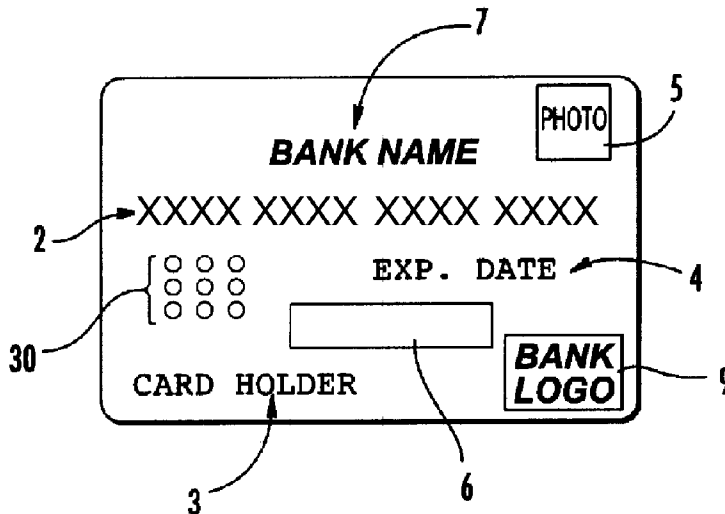 7
5
PHOTO
BANK NAME
2
XXXX XXXX XXXX XXXX
EXP. DATE
4
30
BANK
LOGO
9
CARD HOLDER
3
6